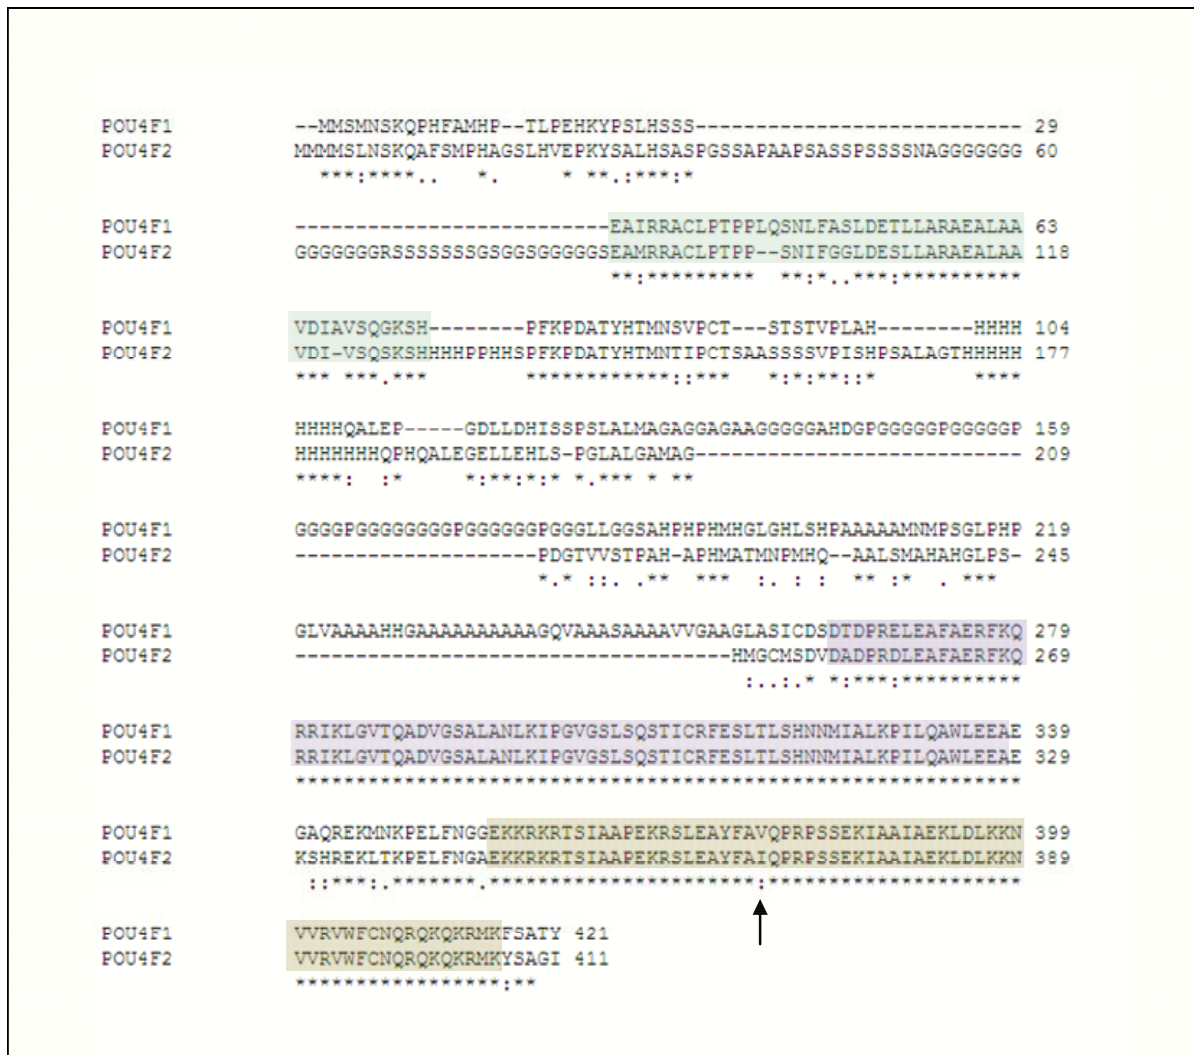 POU4F1 --MMSMNSKQPHFAMHP--TLPEHKYPSLHSSS--------------------------- 29
POU4F2 MMMMSLNSKQAFSMPHAGSLHVEPKYSALHSASPGSSAPAAPSASSPSSSSNAGGGGGGG 60
***:****.. *. * **.:***:*
POU4F1 --------------------------EAIRRACLPTPPLQSNLFASLDETLLARAEALAA 63
POU4F2 GGGGGGGRSSSSSSSGSGGSGGGGGSEAMRRACLPTPP--SNIFGGLDESLLARAEALAA 118
**:********* **:*..***:**********
POU4F1 VDIAVSQGKSH--------PFKPDATYHTMNSVPCT---STSTVPLAH--------HHHH 104
POU4F2 VDI-VSQSKSHHHHPPHHSPFKPDATYHTMNTIPCTSAASSSSVPISHPSALAGTHHHHH 177
*** ***.*** ************::*** *:*:**::* ****
POU4F1 HHHHQALEP-----GDLLDHISSPSLALMAGAGGAGAAGGGGGAHDGPGGGGGPGGGGGP 159
POU4F2 HHHHHHHQPHQALEGELLEHLS-PGLALGAMAG--------------------------- 209
****: :* *:**:*:* *.*** * **
POU4F1 GGGGPGGGGGGGGPGGGGGGPGGGLLGGSAHPHPHMHGLGHLSHPAAAAAMNMPSGLPHP 219
POU4F2 --------------------PDGTVVSTPAH-APHMATMNPMHQ--AALSMAHAHGLPS- 245
*.* ::. .** *** :. : : ** :* . ***
POU4F1 GLVAAAAHHGAAAAAAAAAAGQVAAASAAAAVVGAAGLASICDSDTDPRELEAFAERFKQ 279
POU4F2 ------------------------------------HMGCMSDVDADPRDLEAFAERFKQ 269
:..:.* *:***:**********
POU4F1 RRIKLGVTQADVGSALANLKIPGVGSLSQSTICRFESLTLSHNNMIALKPILQAWLEEAE 339
POU4F2 RRIKLGVTQADVGSALANLKIPGVGSLSQSTICRFESLTLSHNNMIALKPILQAWLEEAE 329
************************************************************
POU4F1 GAQREKMNKPELFNGGEKKRKRTSIAAPEKRSLEAYFAVQPRPSSEKIAAIAEKLDLKKN 399
POU4F2 KSHREKLTKPELFNGAEKKRKRTSIAAPEKRSLEAYFAIQPRPSSEKIAAIAEKLDLKKN 389
::***:.*******.**********************:*********************
POU4F1 VVRVWFCNQRQKQKRMKFSATY 421
POU4F2 VVRVWFCNQRQKQKRMKYSAGI 411
*****************:**